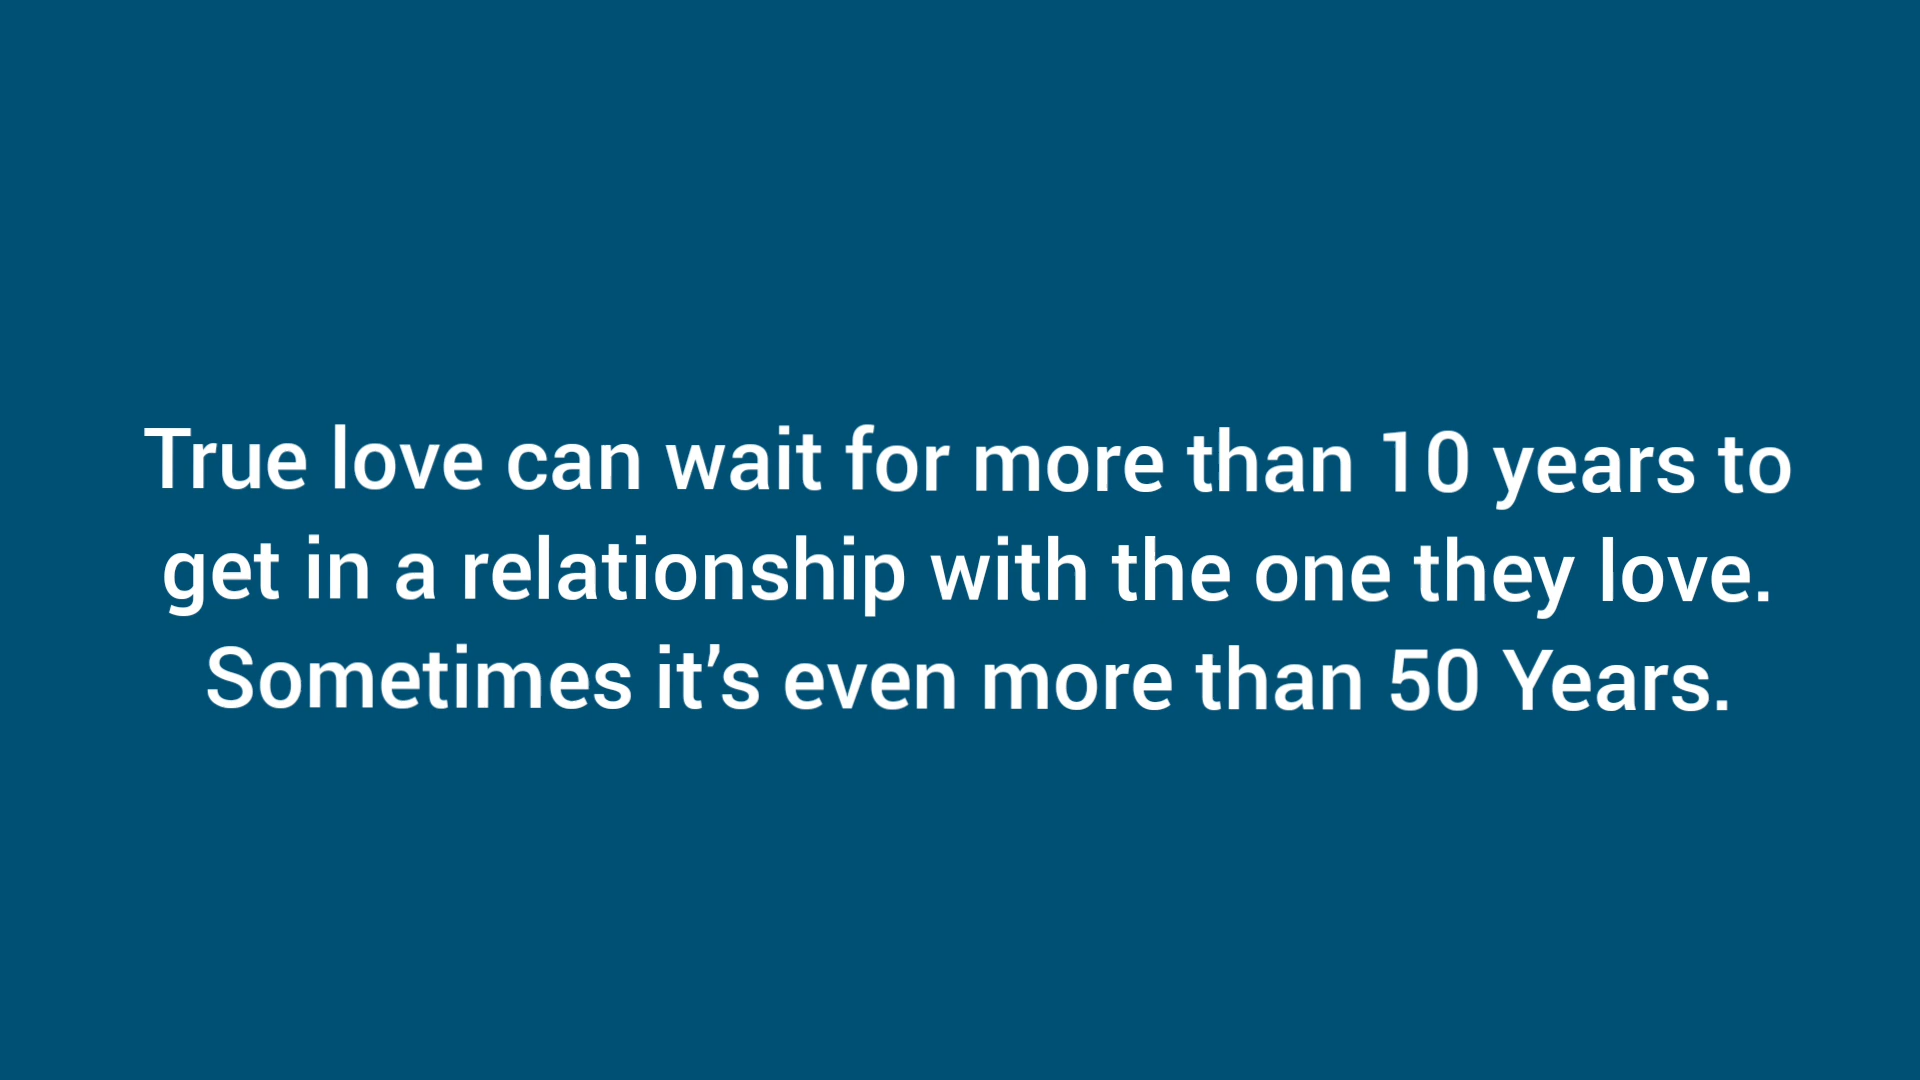 True love can wait for more than 10 years to
get in a relationship with the one they love.
Sometimes it’s even more than 50 Years.